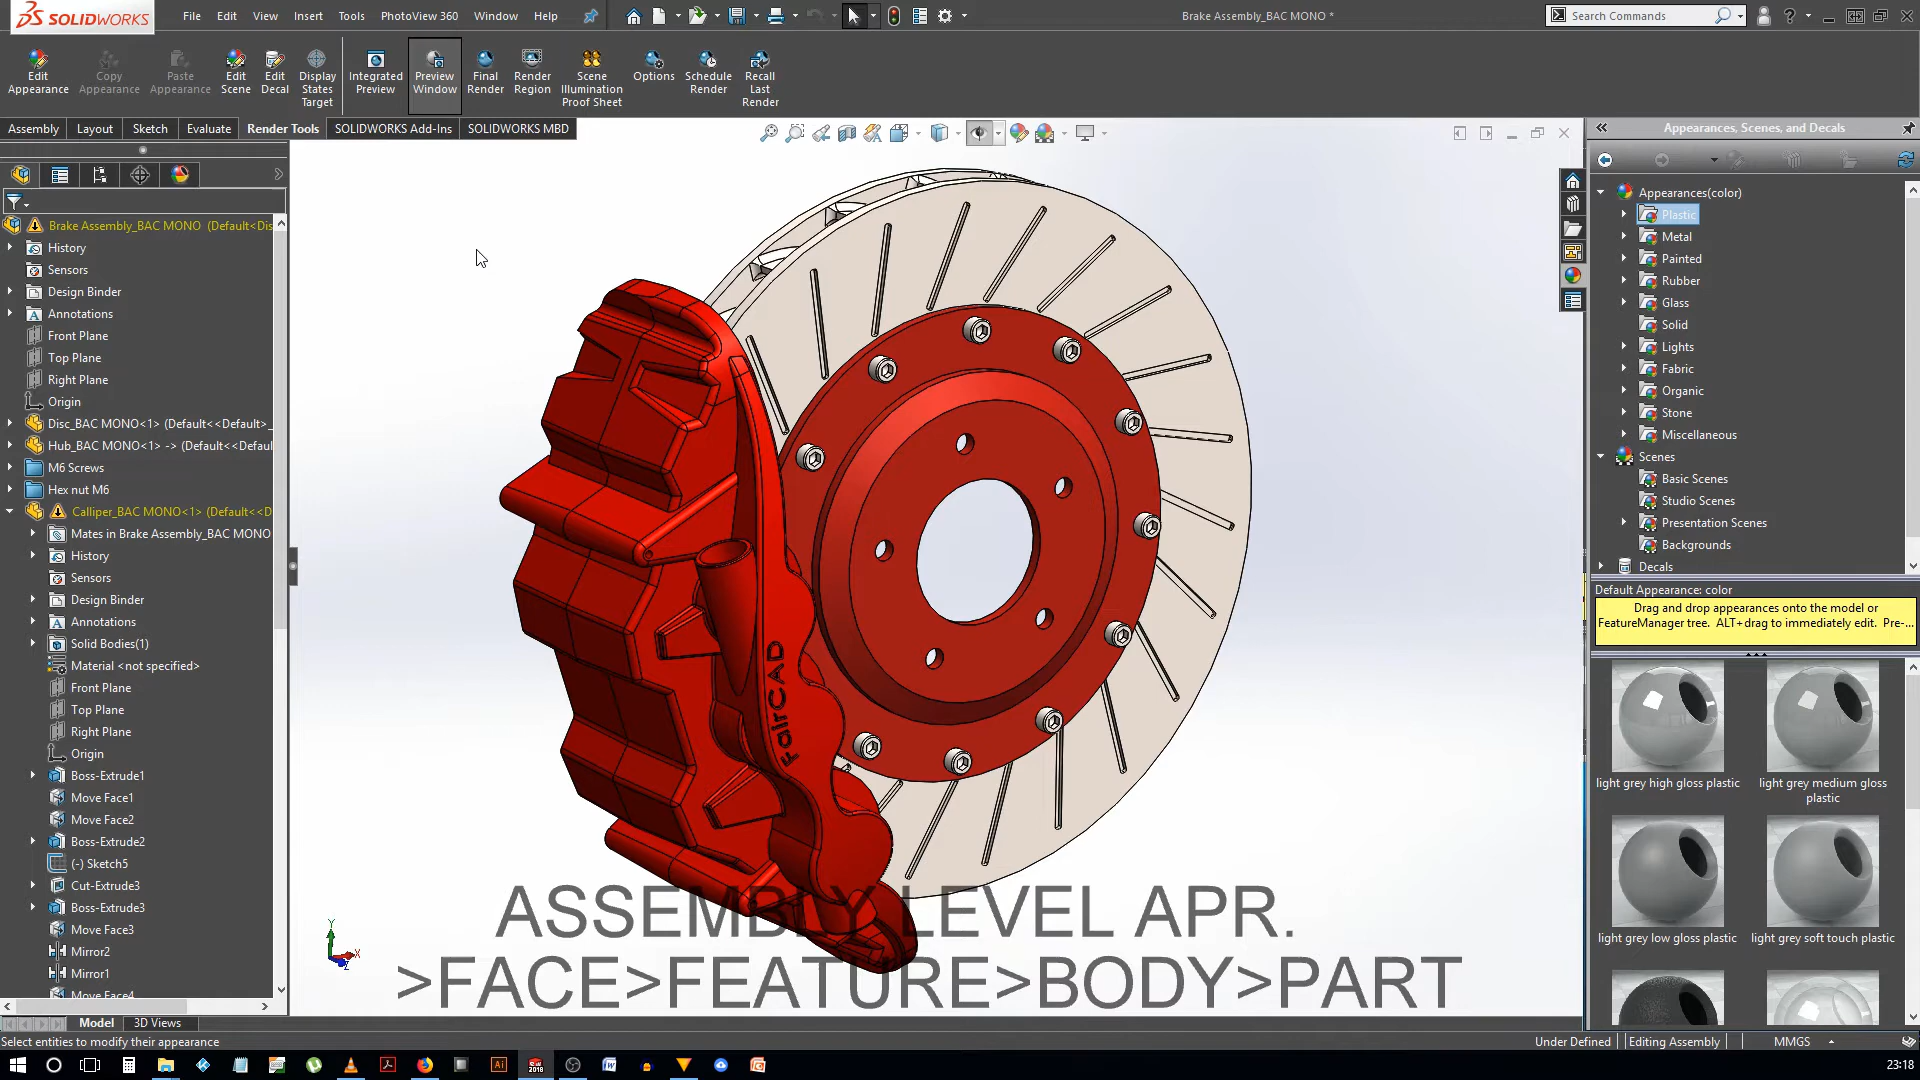 SOLIDWORKS
File Edit View Insert Tools PhotoView 360 Window Help
Brake Assembly_BAC MONO *
Search Commands
Edit Appearance
Copy Appearance
Paste Appearance
Edit Scene
Edit Decal
Display States Target
Integrated Preview
Preview Window
Final Render
Render Region
Scene Illumination Proof Sheet
Options
Schedule Render
Recall Last Render
Assembly Layout Sketch Evaluate Render Tools SOLIDWORKS Add-Ins SOLIDWORKS MBD
Brake Assembly_BAC MONO (Default<Dis
History
Sensors
Design Binder
Annotations
Front Plane
Top Plane
Right Plane
Origin
Disc_BAC MONO<1> (Default<<Default>_
Hub_BAC MONO<1> -> (Default<<Defaul
M6 Screws
Hex nut M6
Calliper_BAC MONO<1> (Default<<D
Mates in Brake Assembly_BAC MONO
History
Sensors
Design Binder
Annotations
Solid Bodies(1)
Material <not specified>
Front Plane
Top Plane
Right Plane
Origin
Boss-Extrude1
Move Face1
Move Face2
Boss-Extrude2
(-) Sketch5
Cut-Extrude3
Boss-Extrude3
Move Face3
Mirror2
Mirror1
Move Face4
FairCAD
Y
X
Z
ASSEMBLY LEVEL APR.
>FACE>FEATURE>BODY>PART
Appearances, Scenes, and Decals
Appearances(color)
Plastic
Metal
Painted
Rubber
Glass
Solid
Lights
Fabric
Organic
Stone
Miscellaneous
Scenes
Basic Scenes
Studio Scenes
Presentation Scenes
Backgrounds
Decals
Default Appearance: color
Drag and drop appearances onto the model or
FeatureManager tree. ALT+drag to immediately edit. Pre-...
light grey high gloss plastic
light grey medium gloss plastic
light grey low gloss plastic
light grey soft touch plastic
Model 3D Views
Select entities to modify their appearance
Under Defined Editing Assembly MMGS
23:18